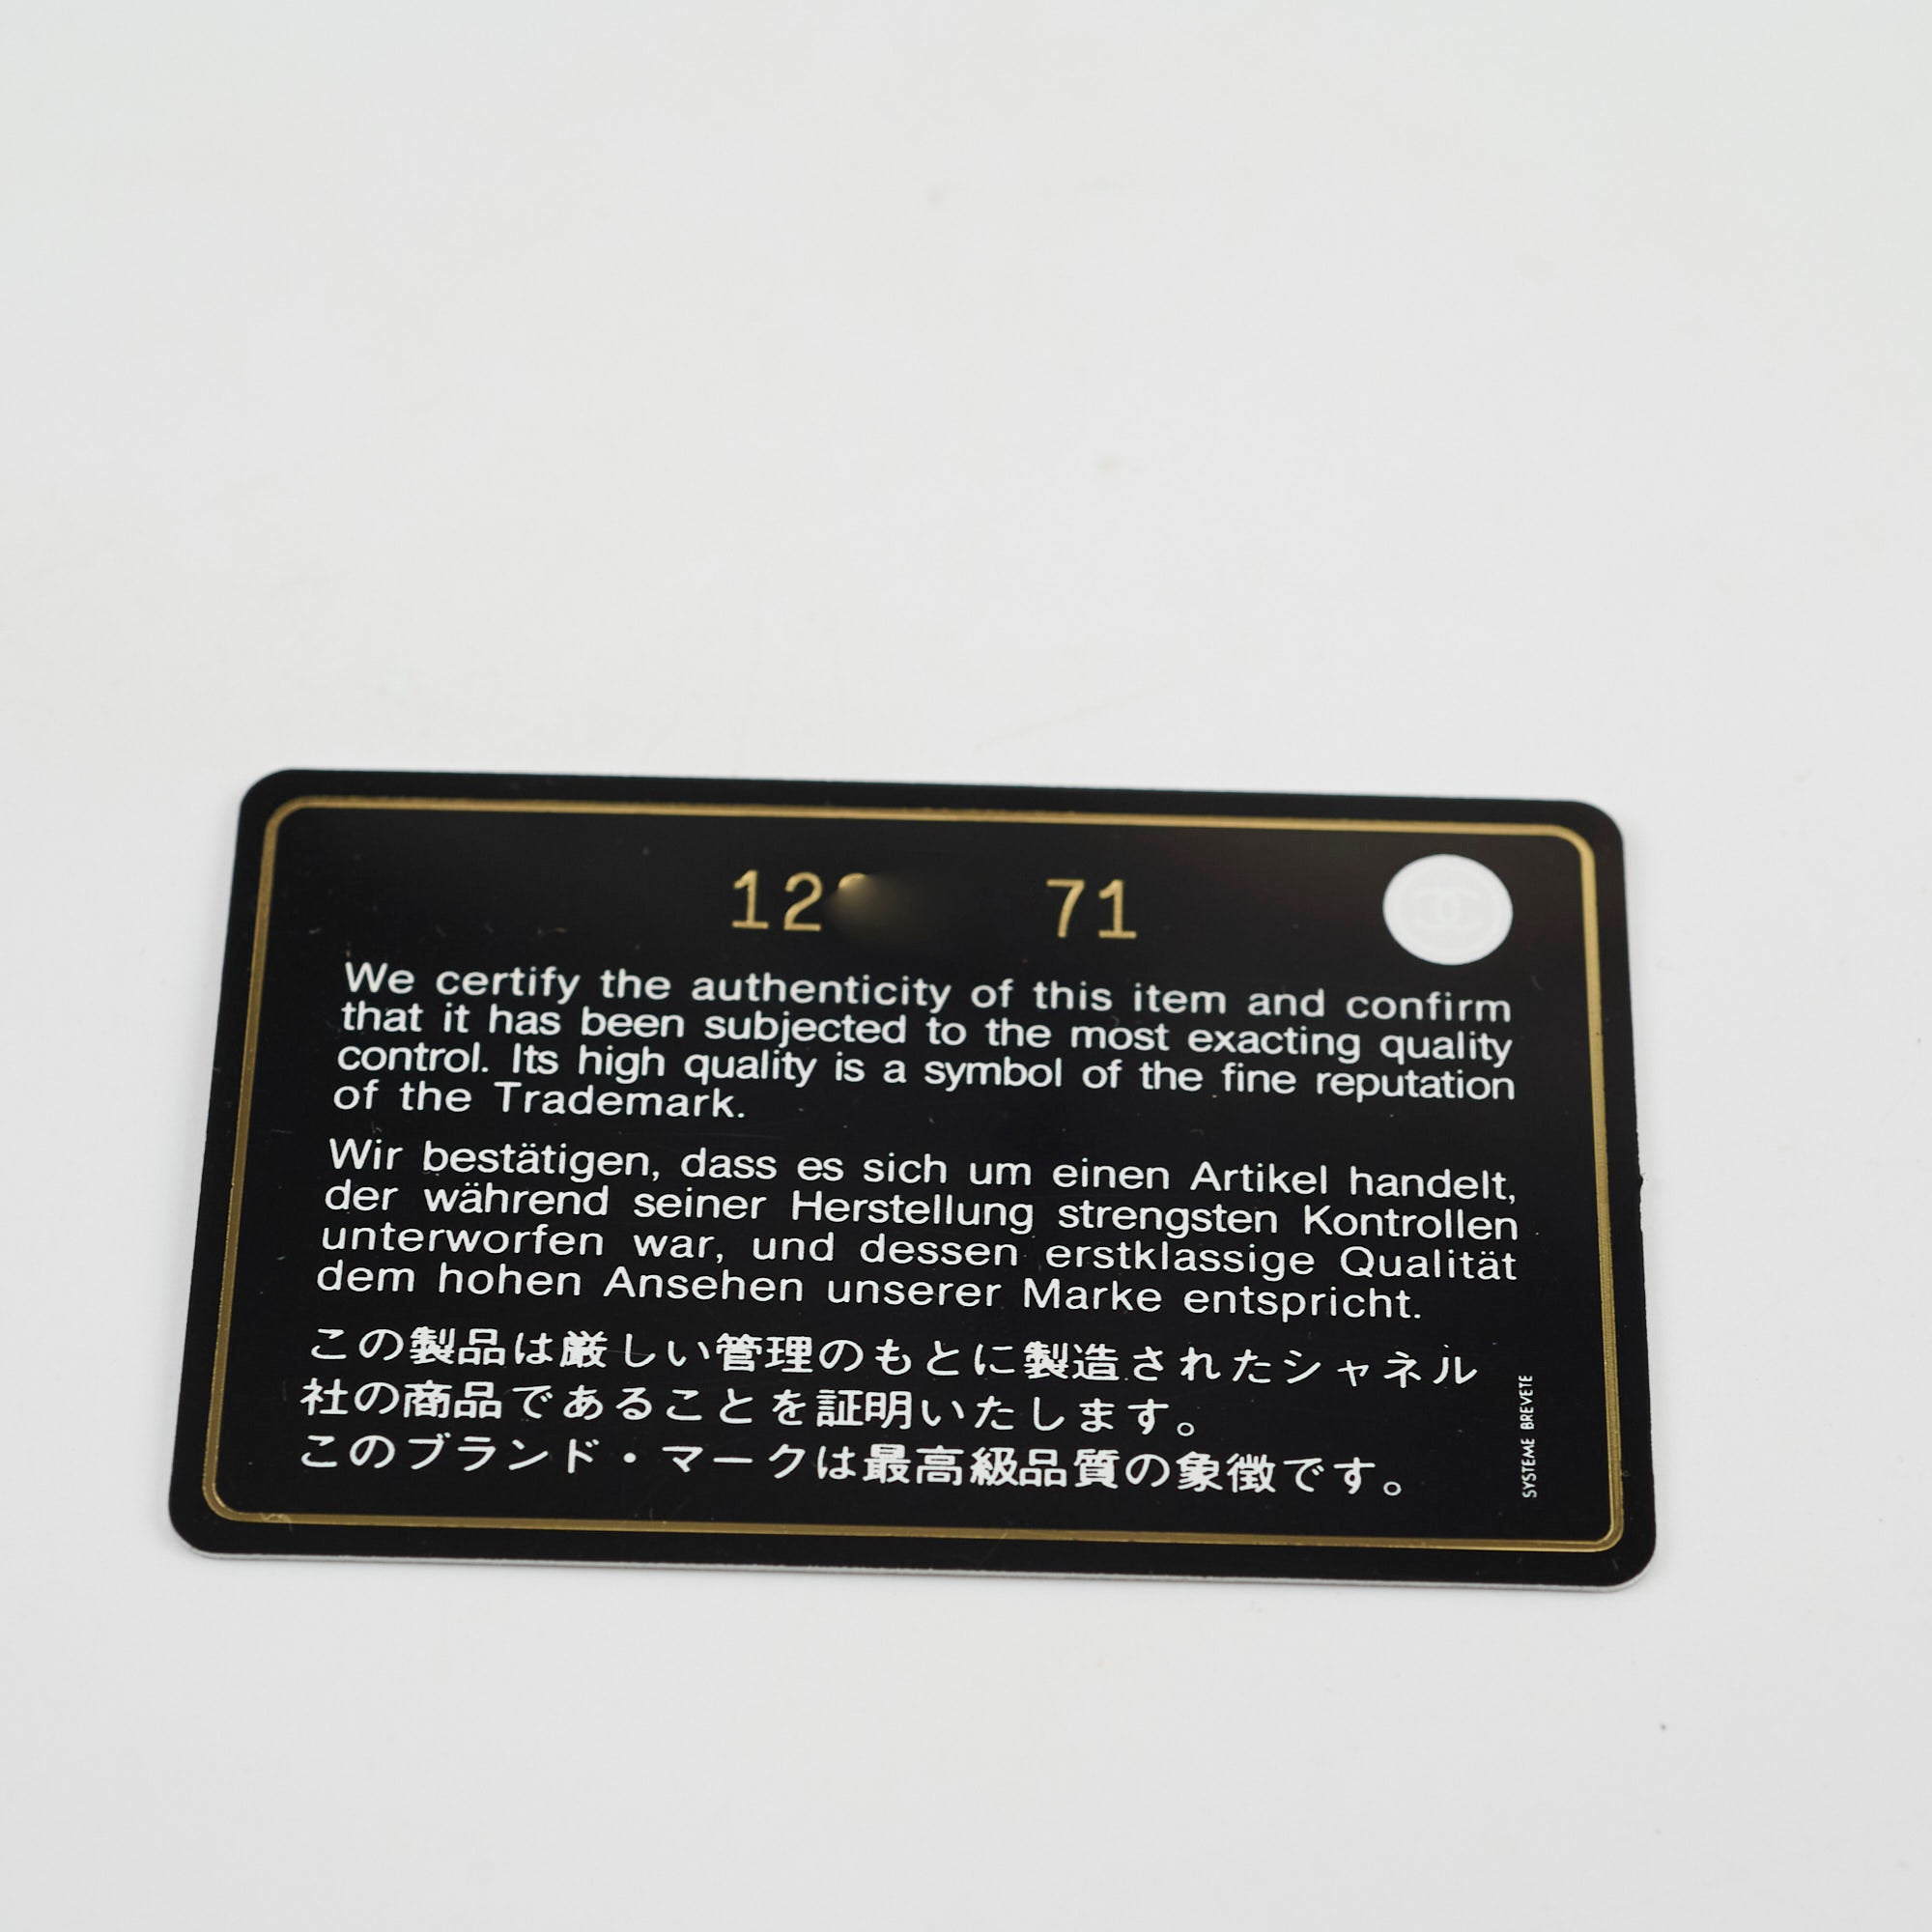 12 71
We certify the authenticity of this item and confirm
that it has been subjected to the most exacting quality
control. Its high quality is a symbol of the fine reputation
of the Trademark.
Wir bestätigen, dass es sich um einen Artikel handelt,
der während seiner Herstellung strengsten Kontrollen
unterworfen war, und dessen erstklassige Qualität
dem hohen Ansehen unserer Marke entspricht.
この製品は厳しい管理のもとに製造されたシャネル
社の商品であることを証明いたします。
このブランド・マークは最高級品質の象徴です。
SYSTEME BREVETE